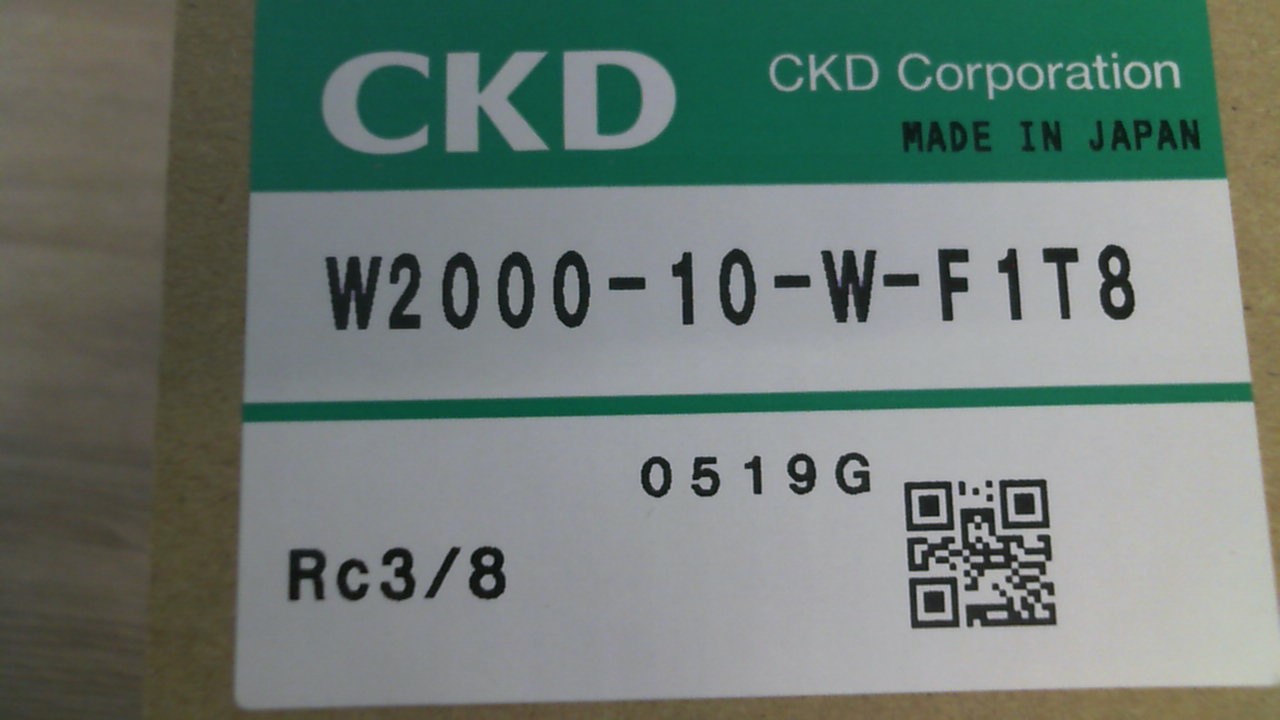 CKD
CKD Corporation
MADE IN JAPAN
W2000-10-W-F1T8
0519G
Rc3/8